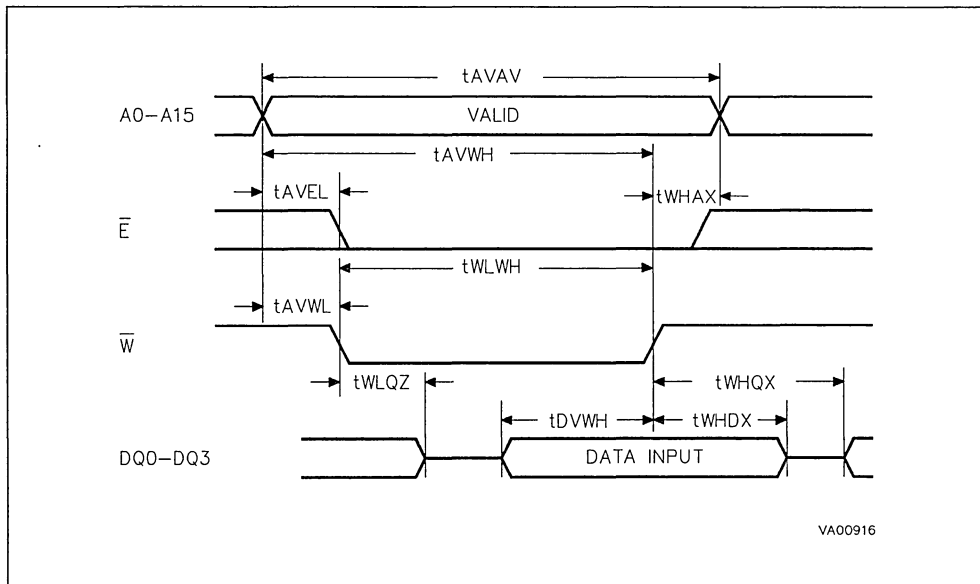 tAVAV
A0-A15
VALID
tAVWH
tAVEL
tWHAX
E
tWLWH
tAVWL
W
tWLQZ
tWHQX
tDVWH
tWHDX
DQ0-DQ3
DATA INPUT
VA00916